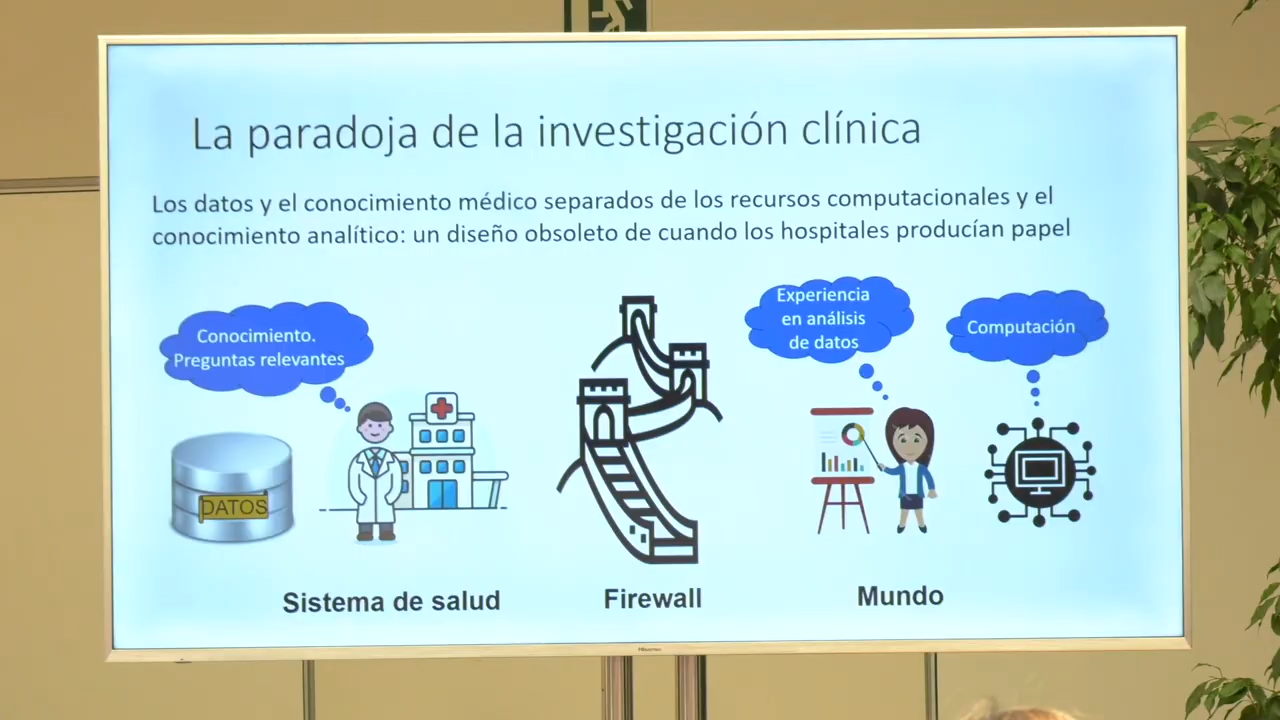 La paradoja de la investigación clínica
Los datos y el conocimiento médico separados de los recursos computacionales y el
conocimiento analítico: un diseño obsoleto de cuando los hospitales producían papel
Conocimiento.
Preguntas relevantes
Experiencia
en análisis
de datos
Computación
DATOS
Sistema de salud
Firewall
Mundo
Hisense